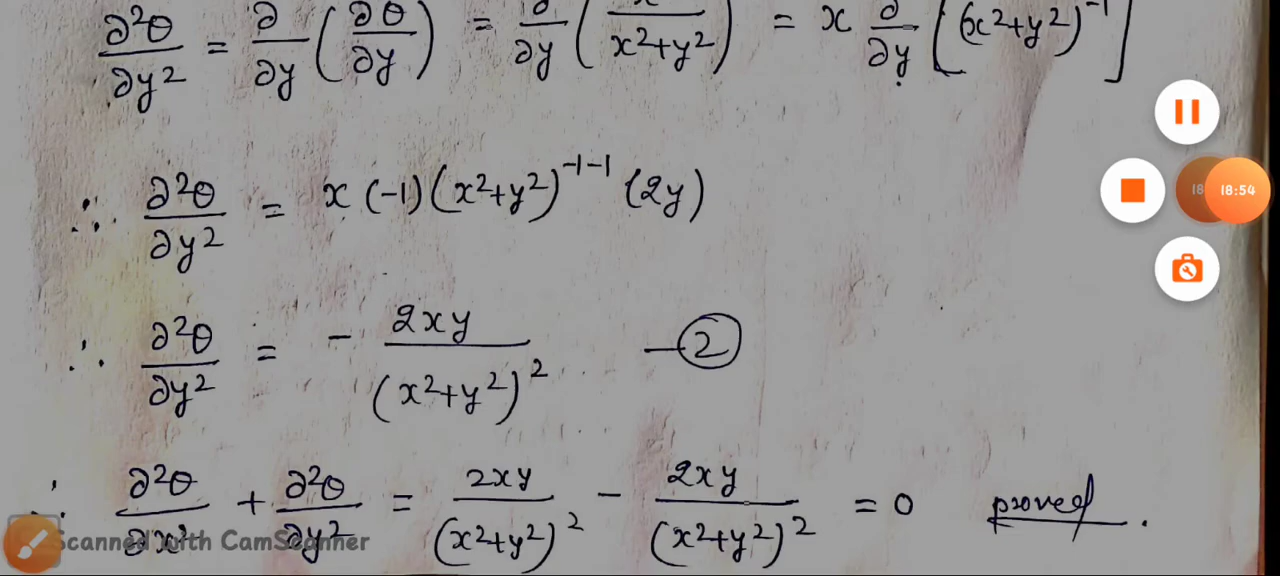 ∂²θ/∂y² = ∂/∂y (∂θ/∂y) = ∂/∂y (x/x²+y²) = x ∂/∂y [(x²+y²)⁻¹]
∴ ∂²θ/∂y² = x (-1) (x²+y²)⁻¹⁻¹ (2y)
18:54
∴ ∂²θ/∂y² = - 2xy/(x²+y²)² —②
∴ ∂²θ/∂x² + ∂²θ/∂y² = 2xy/(x²+y²)² - 2xy/(x²+y²)² = 0 proved.
Scanned with CamScanner